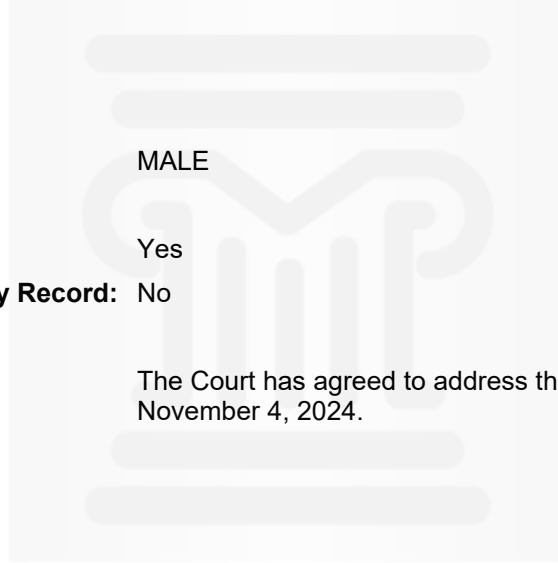 MALE
Yes
y Record: No
The Court has agreed to address th
November 4, 2024.